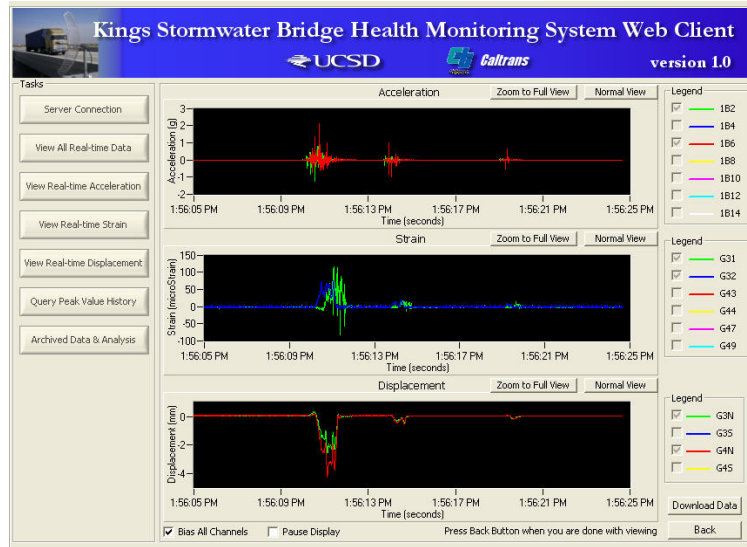 Kings Stormwater Bridge Health Monitoring System Web Client
UCSD
Caltrans
version 1.0
Tasks
Server Connection
View All Real-time Data
View Real-time Acceleration
View Real-time Strain
View Real-time Displacement
Query Peak Value History
Archived Data & Analysis
Acceleration
Zoom to Full View
Normal View
Acceleration (g)
3-
2-
1-
0-
-1-
-2-
1:56:05 PM 1:56:09 PM 1:56:13 PM 1:56:17 PM 1:56:21 PM 1:56:25 PM
Time (seconds)
Legend
1B2
1B4
1B6
1B8
1B10
1B12
1B14
Strain
Zoom to Full View
Normal View
Strain (microStrain)
150-
100-
50-
0-
-50-
-100-
1:56:05 PM 1:56:09 PM 1:56:13 PM 1:56:17 PM 1:56:21 PM 1:56:25 PM
Time (seconds)
Legend
G31
G32
G43
G44
G47
G49
Displacement
Zoom to Full View
Normal View
Displacement (mm)
0-
-2-
-4-
1:56:05 PM 1:56:09 PM 1:56:13 PM 1:56:17 PM 1:56:21 PM 1:56:25 PM
Time (seconds)
Legend
G3N
G3S
G4N
G4S
Download Data
Bias All Channels
Pause Display
Press Back Button when you are done with viewing
Back